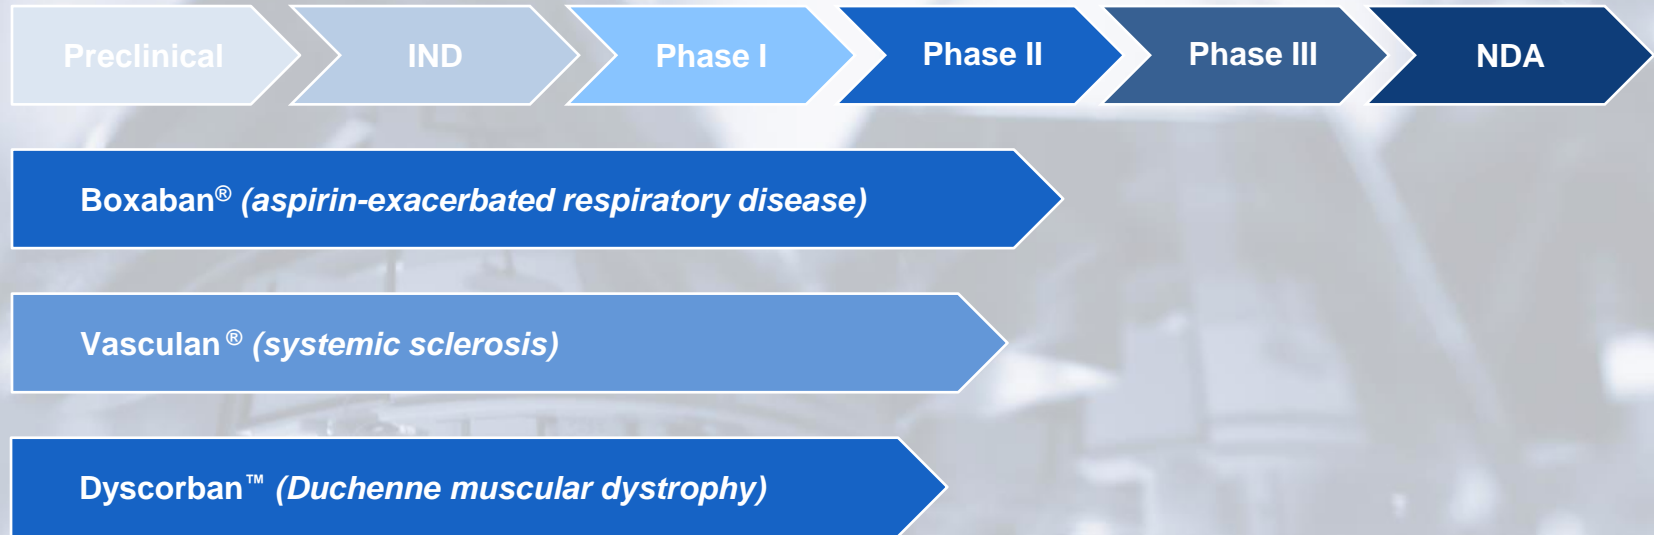 Preclinical IND Phase I Phase II Phase III NDA
Boxaban® (aspirin-exacerbated respiratory disease)
Vasculan ® (systemic sclerosis)
Dyscorban™ (Duchenne muscular dystrophy)